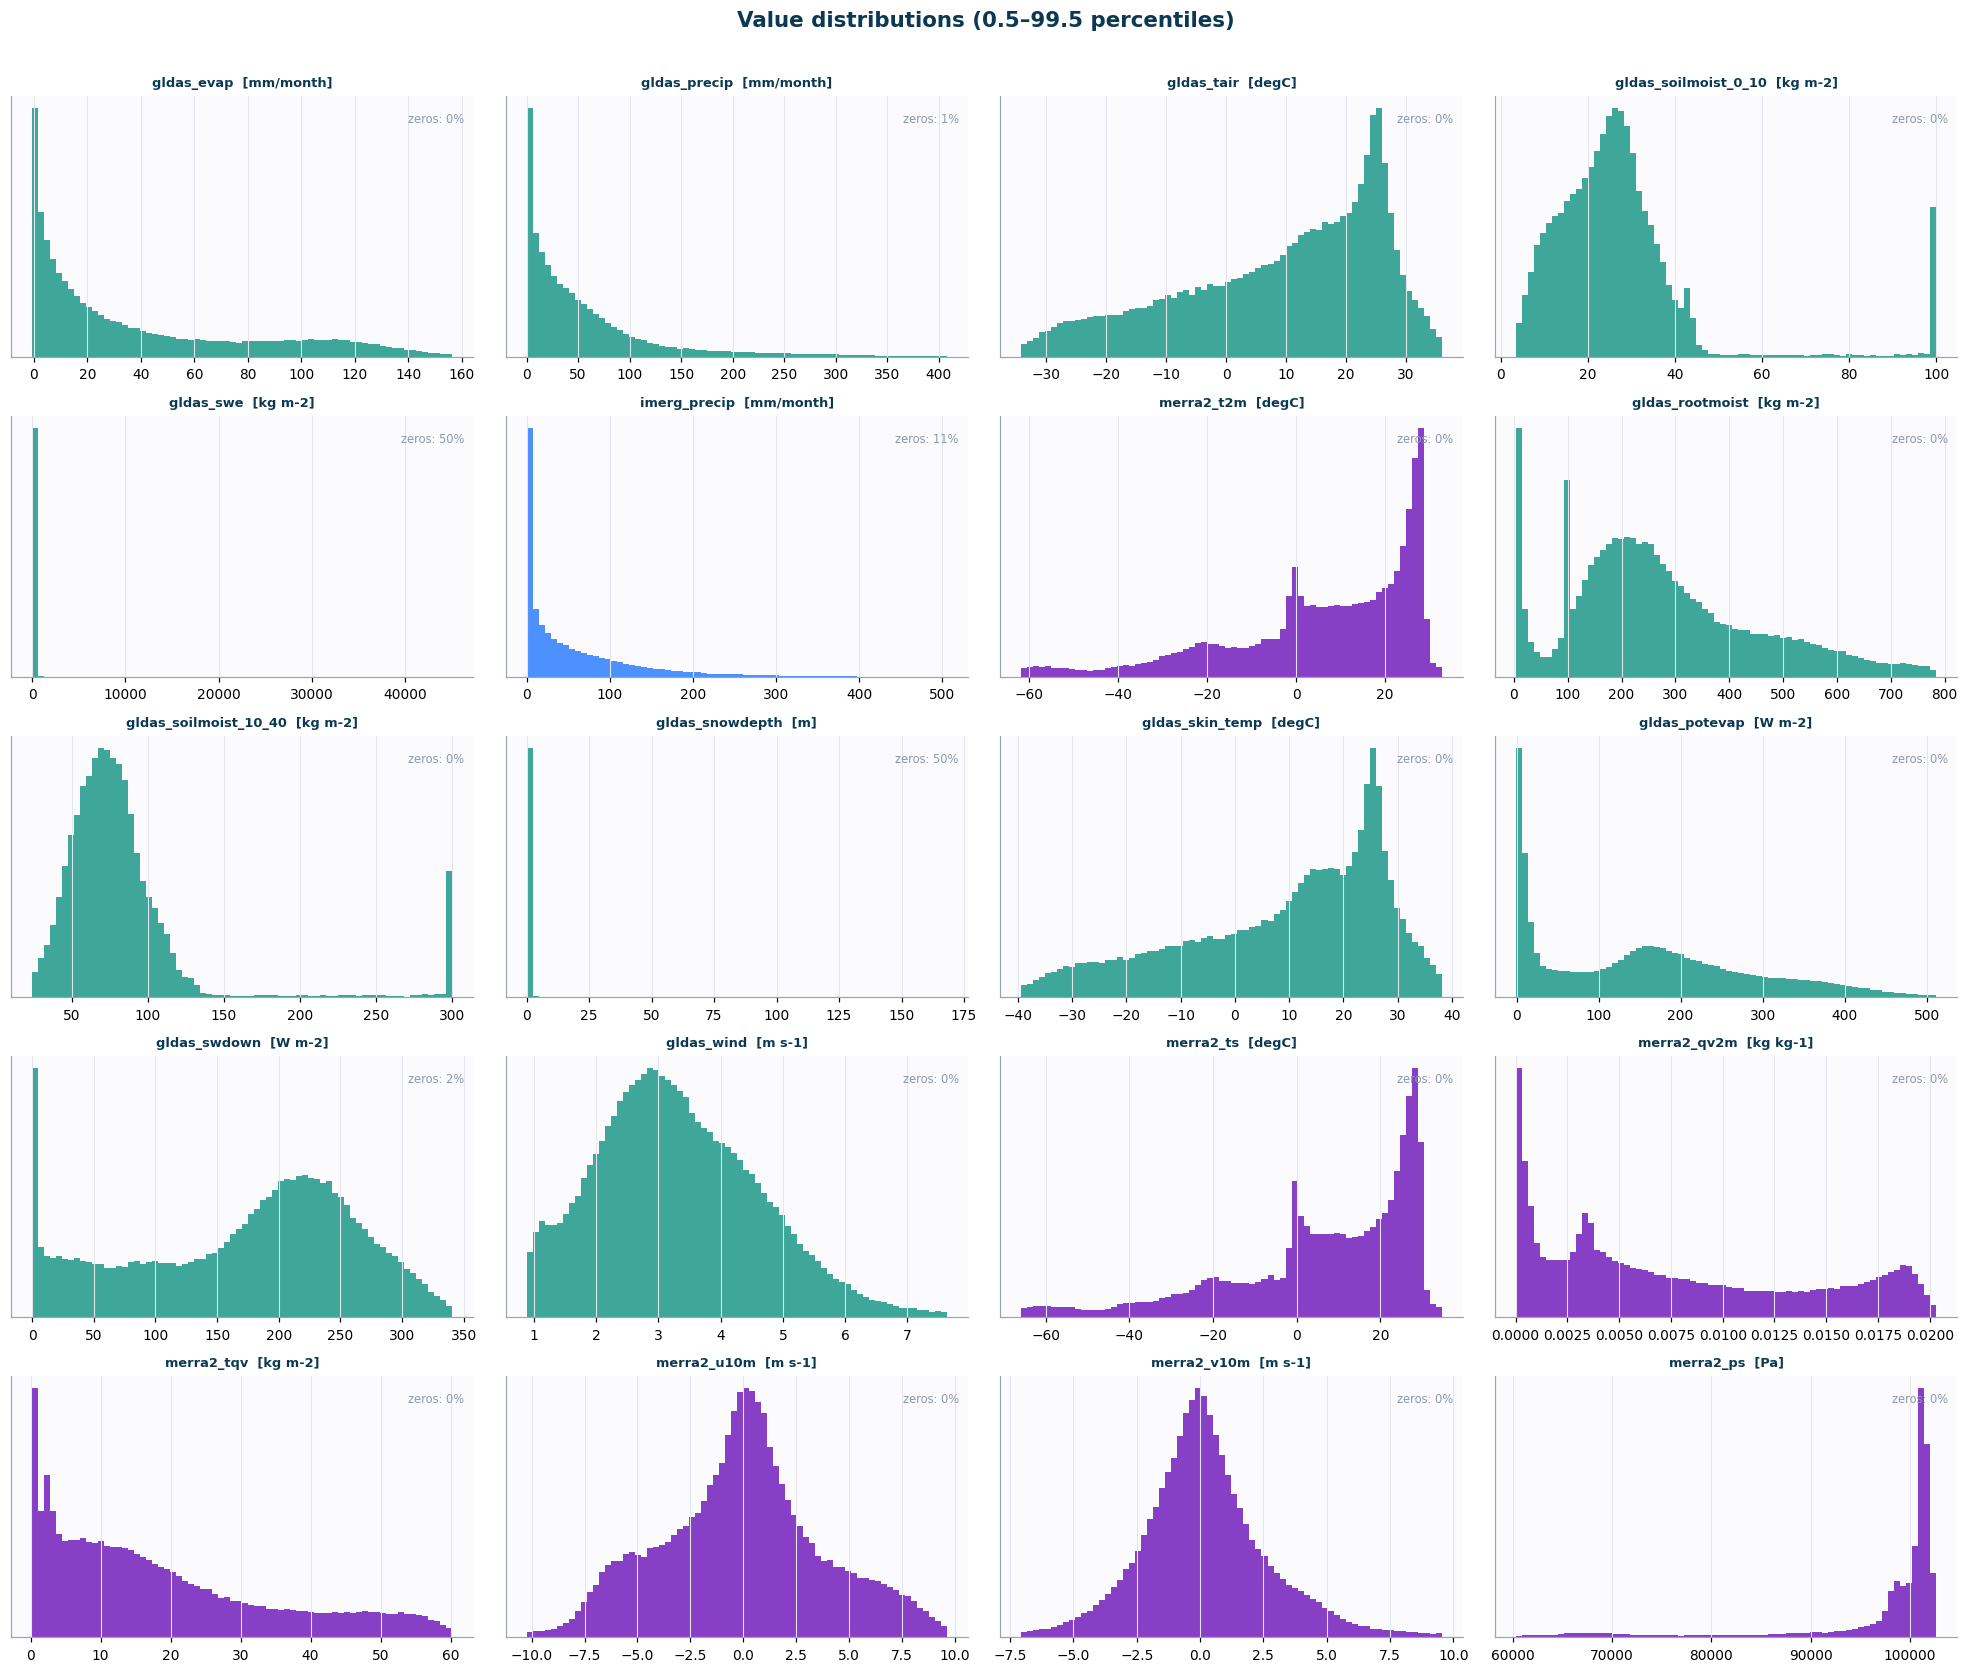 Value distributions (0.5–99.5 percentiles)
gldas_evap [mm/month]
zeros: 0%
0 20 40 60 80 100 120 140 160
gldas_precip [mm/month]
zeros: 1%
0 50 100 150 200 250 300 350 400
gldas_tair [degC]
zeros: 0%
−30 −20 −10 0 10 20 30
gldas_soilmoist_0_10 [kg m-2]
zeros: 0%
0 20 40 60 80 100
gldas_swe [kg m-2]
zeros: 50%
0 10000 20000 30000 40000
imerg_precip [mm/month]
zeros: 11%
0 100 200 300 400 500
merra2_t2m [degC]
zeros: 0%
−60 −40 −20 0 20
gldas_rootmoist [kg m-2]
zeros: 0%
0 100 200 300 400 500 600 700 800
gldas_soilmoist_10_40 [kg m-2]
zeros: 0%
50 100 150 200 250 300
gldas_snowdepth [m]
zeros: 50%
0 25 50 75 100 125 150 175
gldas_skin_temp [degC]
zeros: 0%
−40 −30 −20 −10 0 10 20 30 40
gldas_potevap [W m-2]
zeros: 0%
0 100 200 300 400 500
gldas_swdown [W m-2]
zeros: 2%
0 50 100 150 200 250 300 350
gldas_wind [m s-1]
zeros: 0%
1 2 3 4 5 6 7
merra2_ts [degC]
zeros: 0%
−60 −40 −20 0 20
merra2_qv2m [kg kg-1]
zeros: 0%
0.0000 0.0025 0.0050 0.0075 0.0100 0.0125 0.0150 0.0175 0.0200
merra2_tqv [kg m-2]
zeros: 0%
0 10 20 30 40 50 60
merra2_u10m [m s-1]
zeros: 0%
−10.0 −7.5 −5.0 −2.5 0.0 2.5 5.0 7.5 10.0
merra2_v10m [m s-1]
zeros: 0%
−7.5 −5.0 −2.5 0.0 2.5 5.0 7.5 10.0
merra2_ps [Pa]
zeros: 0%
60000 70000 80000 90000 100000